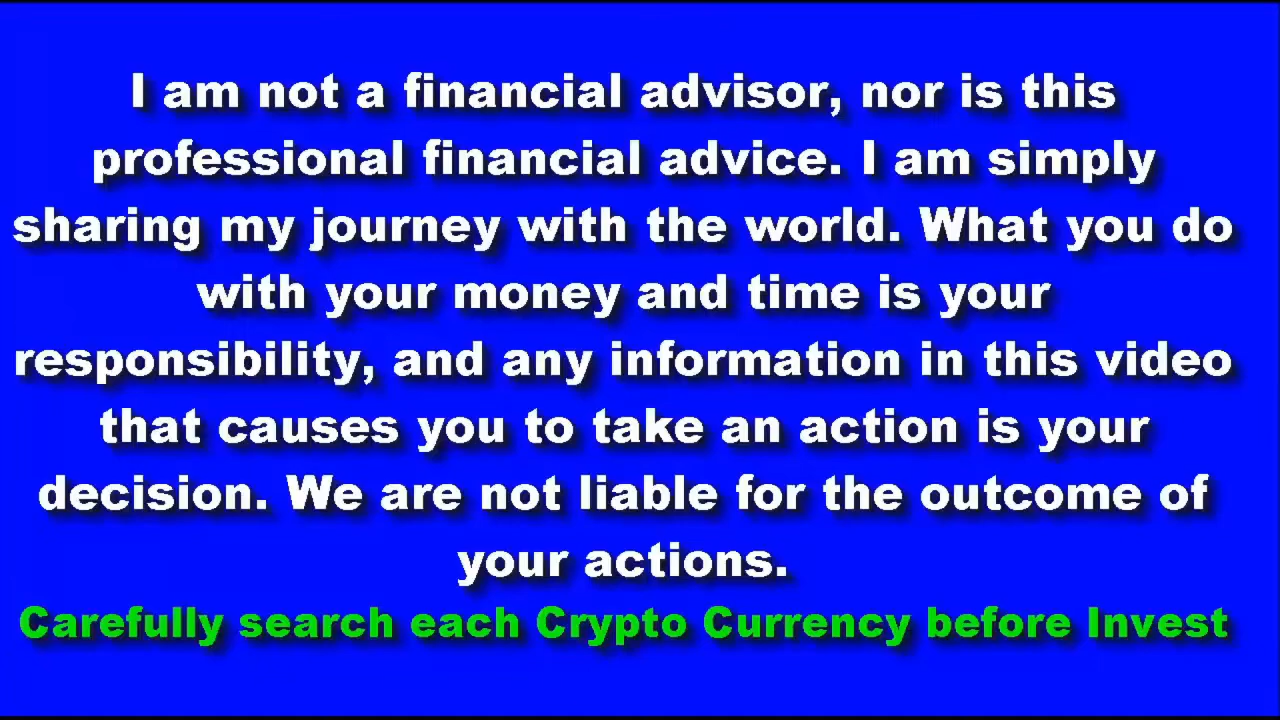 I am not a financial advisor, nor is this
professional financial advice. I am simply
sharing my journey with the world. What you do
with your money and time is your
responsibility, and any information in this video
that causes you to take an action is your
decision. We are not liable for the outcome of
your actions.
Carefully search each Crypto Currency before Invest